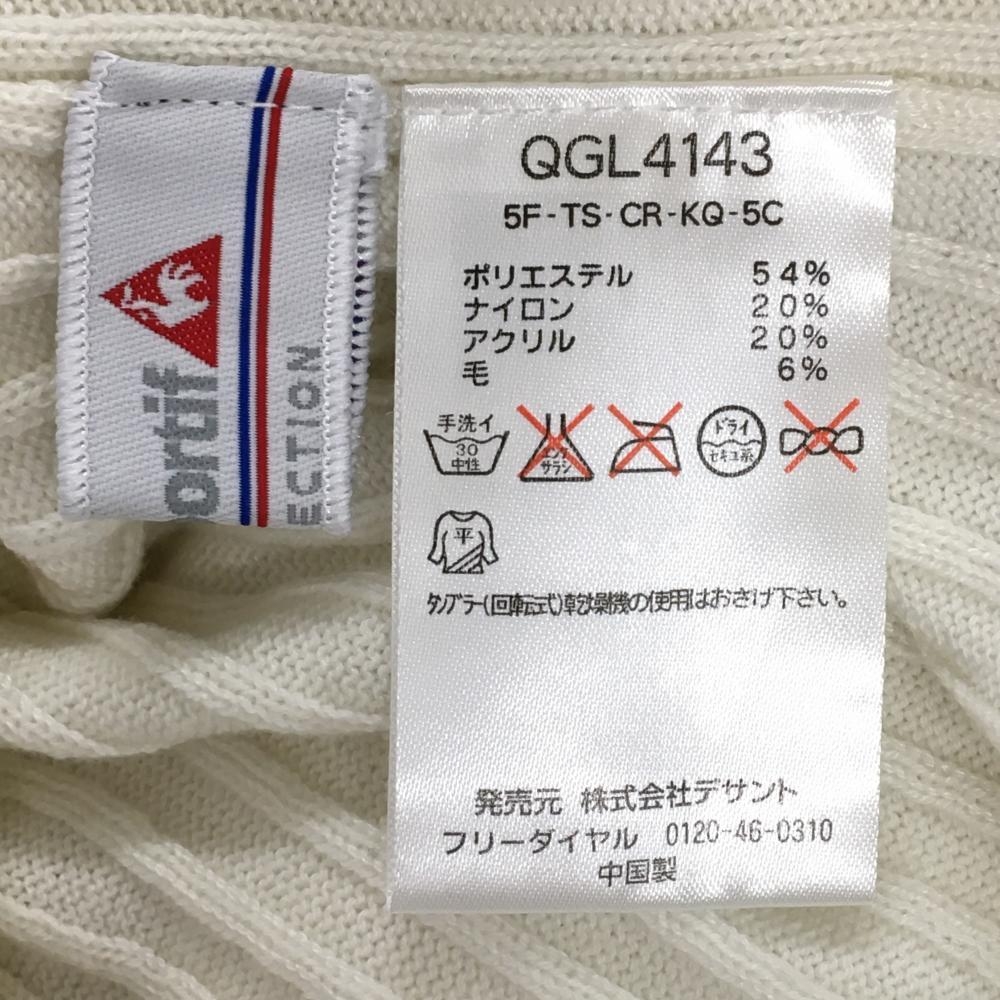 ortif
ECTION
QGL4143
5F-TS-CR-KQ-5C
ポリエステル 54%
ナイロン 20%
アクリル 20%
毛 6%
手洗イ
30
中性
エンソ
サラシ
ドライ
セキユ系
平
タンブラー(回転式)乾燥機の使用はおさけ下さい。
発売元 株式会社デサント
フリーダイヤル 0120-46-0310
中国製